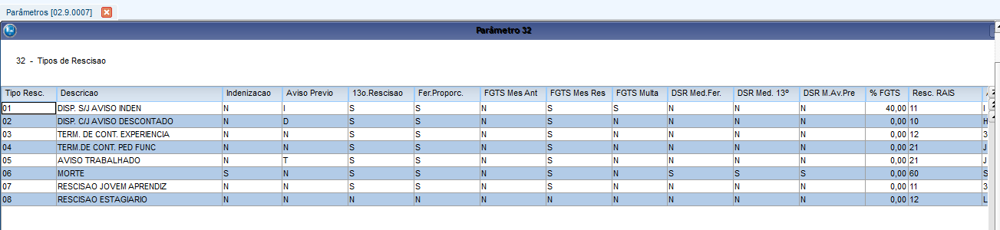 Parâmetros [02.9.0007]
Parâmetro 32
32 - Tipos de Rescisao
Tipo Resc. Descricao Indenizacao Aviso Previo 13o.Rescisao Fer.Proporc. FGTS Mes Ant FGTS Mes Res FGTS Multa DSR Med.Fer. DSR Med. 13º DSR M.Av.Pre % FGTS Resc. RAIS
01 DISP. S/J AVISO INDEN N I S S N S S N N N 40,00 11 I
02 DISP. C/J AVISO DESCONTADO N D S S N S N N N N 0,00 10 H
03 TERM. DE CONT. EXPERIENCIA N N S S N S N N N N 0,00 12 3
04 TERM.DE CONT. PED FUNC N N S S N S N N N N 0,00 21 J
05 AVISO TRABALHADO N T S S N S N N N N 0,00 21 J
06 MORTE S N S S N S N S S S 0,00 60 S
07 RESCISAO JOVEM APRENDIZ N N S S N S N N N N 0,00 11 3
08 RESCISAO ESTAGIARIO N N N N N N N N N N 0,00 12 L